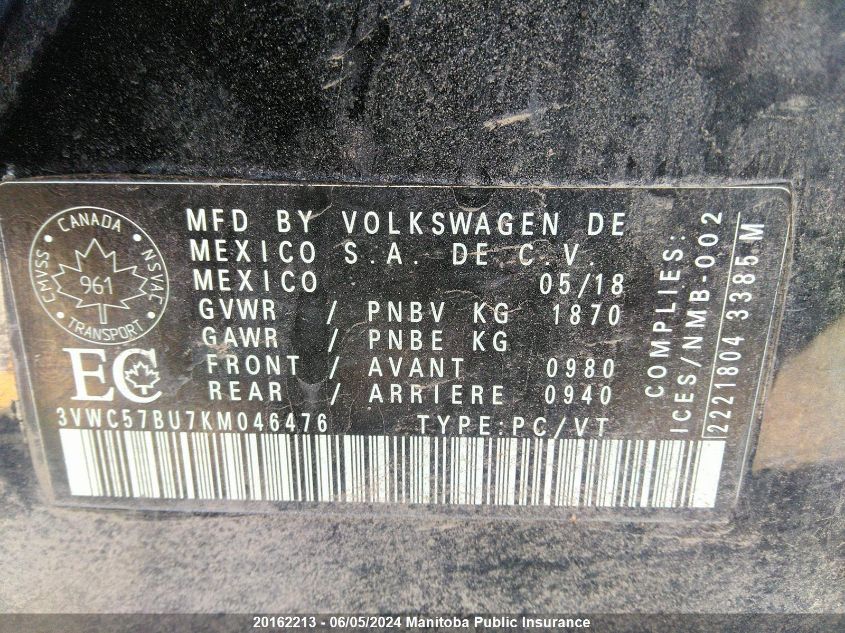 CANADA
CMVSS
NSVAC
961
TRANSPORT
EC
MFD BY VOLKSWAGEN DE
MEXICO S.A. DE C.V.
MEXICO 05/18
GVWR / PNBV KG 1870
GAWR / PNBE KG
FRONT / AVANT 0980
REAR / ARRIERE 0940
3VWC57BU7KM046476 TYPE:PC/VT
COMPLIES:
ICES/NMB-002
2221804 3385 M
20162213 - 06/05/2024 Manitoba Public Insurance